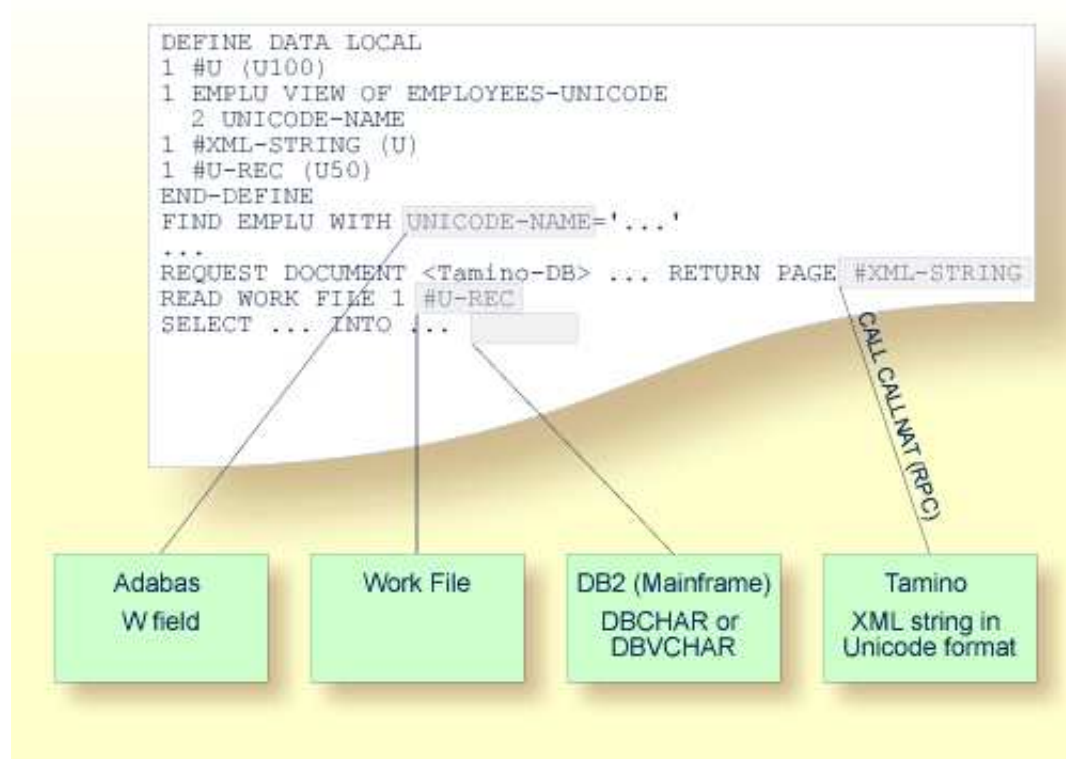 DEFINE DATA LOCAL
1 #U (U100)
1 EMPLU VIEW OF EMPLOYEES-UNICODE
  2 UNICODE-NAME
1 #XML-STRING (U)
1 #U-REC (U50)
END-DEFINE
FIND EMPLU WITH UNICODE-NAME='...'
...
REQUEST DOCUMENT <Tamino-DB> ... RETURN PAGE #XML-STRING
READ WORK FILE 1 #U-REC
SELECT ... INTO ...
CALL CALLNAT (RPC)
Adabas
W field
Work File
DB2 (Mainframe)
DBCHAR or
DBVCHAR
Tamino
XML string in
Unicode format